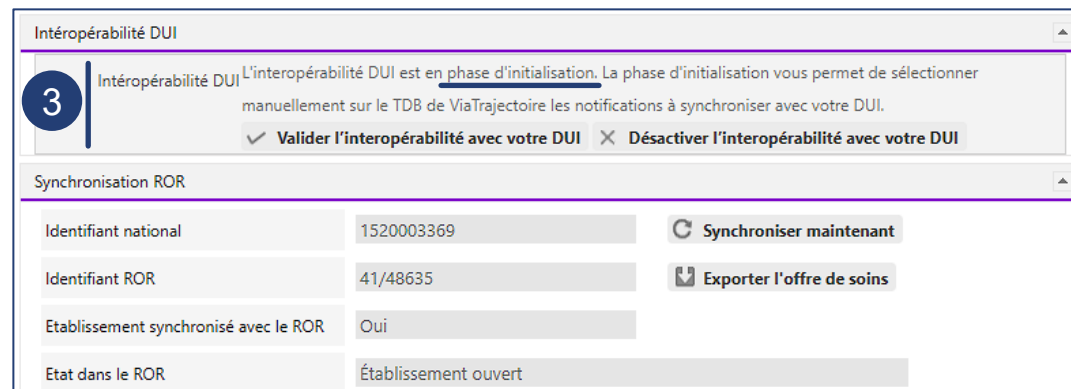 Intéropérabilité DUI
3
Intéropérabilité DUI
L'interopérabilité DUI est en phase d'initialisation. La phase d'initialisation vous permet de sélectionner
manuellement sur le TDB de ViaTrajectoire les notifications à synchroniser avec votre DUI.
Valider l'interopérabilité avec votre DUI Désactiver l'interopérabilité avec votre DUI
Synchronisation ROR
Identifiant national 1520003369 Synchroniser maintenant
Identifiant ROR 41/48635 Exporter l'offre de soins
Etablissement synchronisé avec le ROR Oui
Etat dans le ROR Établissement ouvert